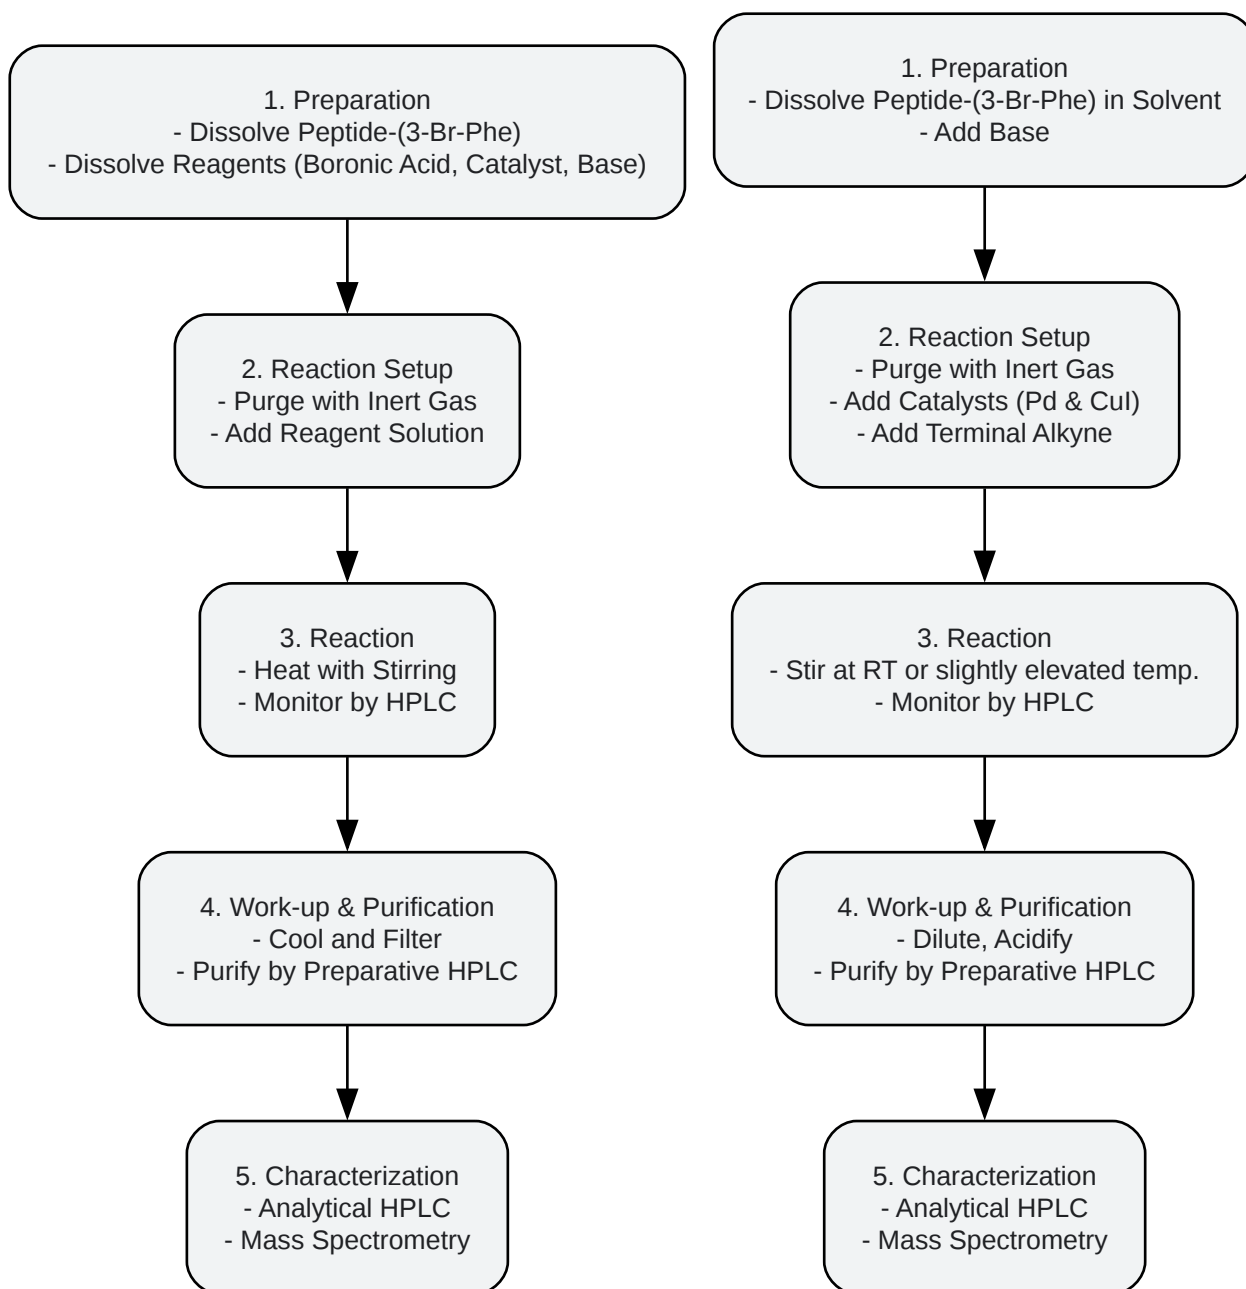 1. Preparation
- Dissolve Peptide-(3-Br-Phe)
- Dissolve Reagents (Boronic Acid, Catalyst, Base)
2. Reaction Setup
- Purge with Inert Gas
- Add Reagent Solution
3. Reaction
- Heat with Stirring
- Monitor by HPLC
4. Work-up & Purification
- Cool and Filter
- Purify by Preparative HPLC
5. Characterization
- Analytical HPLC
- Mass Spectrometry
1. Preparation
- Dissolve Peptide-(3-Br-Phe) in Solvent
- Add Base
2. Reaction Setup
- Purge with Inert Gas
- Add Catalysts (Pd & CuI)
- Add Terminal Alkyne
3. Reaction
- Stir at RT or slightly elevated temp.
- Monitor by HPLC
4. Work-up & Purification
- Dilute, Acidify
- Purify by Preparative HPLC
5. Characterization
- Analytical HPLC
- Mass Spectrometry